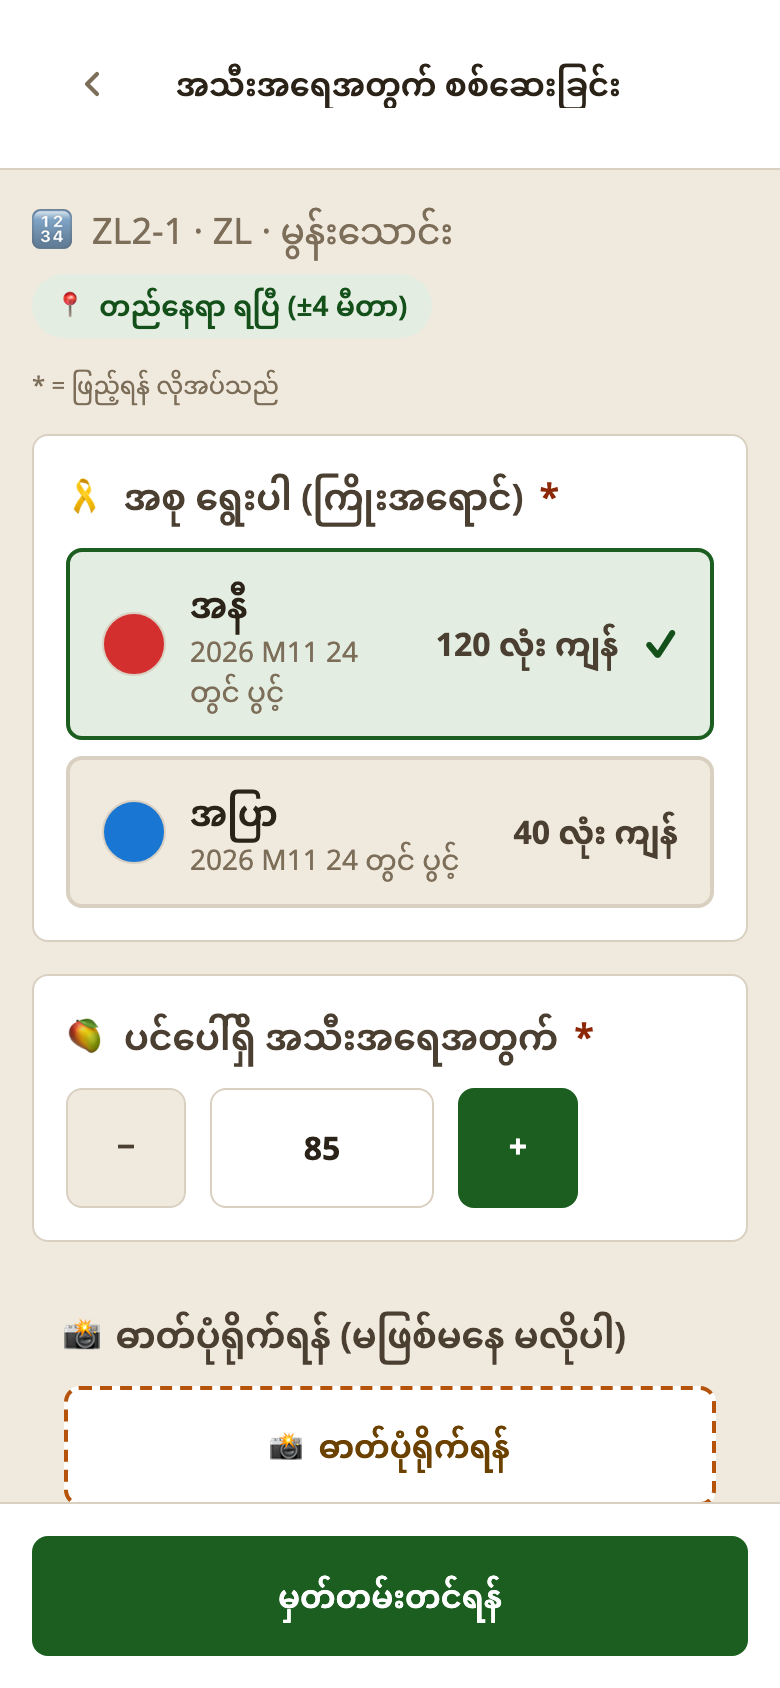 အသီးအရေအတွက် စစ်ဆေးခြင်း
ZL2-1 · ZL · မွန်းသောင်း
တည်နေရာ ရပြီ (±4 မီတာ)
* = ဖြည့်ရန် လိုအပ်သည်
အစု ရွေးပါ (ကြိုးအရောင်) *
အနီ
2026 M11 24
တွင် ပွင့်
120 လုံး ကျန်
အပြာ
2026 M11 24 တွင် ပွင့်
40 လုံး ကျန်
ပင်ပေါ်ရှိ အသီးအရေအတွက် *
− 85 +
ဓာတ်ပုံရိုက်ရန် (မဖြစ်မနေ မလိုပါ)
ဓာတ်ပုံရိုက်ရန်
မှတ်တမ်းတင်ရန်